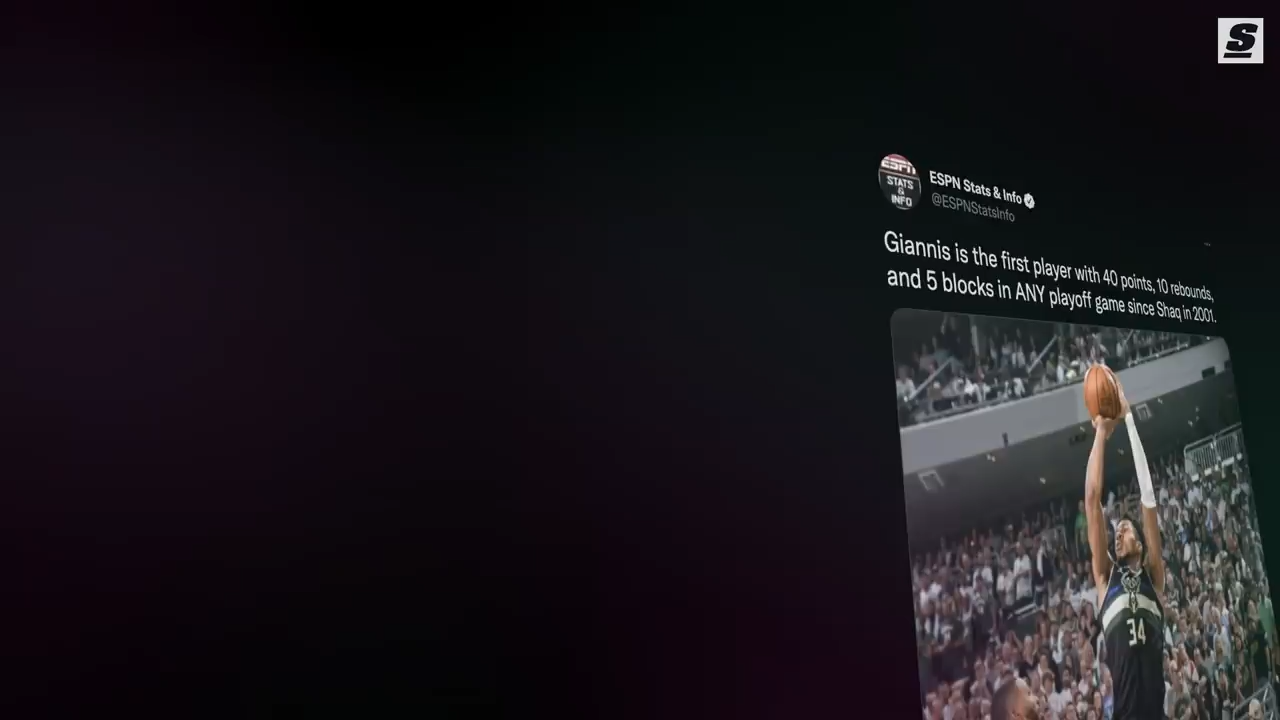 S
ESPN
STATS
&
INFO
ESPN Stats & Info
@ESPNStatsInfo
Giannis is the first player with 40 points, 10 rebounds,
and 5 blocks in ANY playoff game since Shaq in 2001.
34